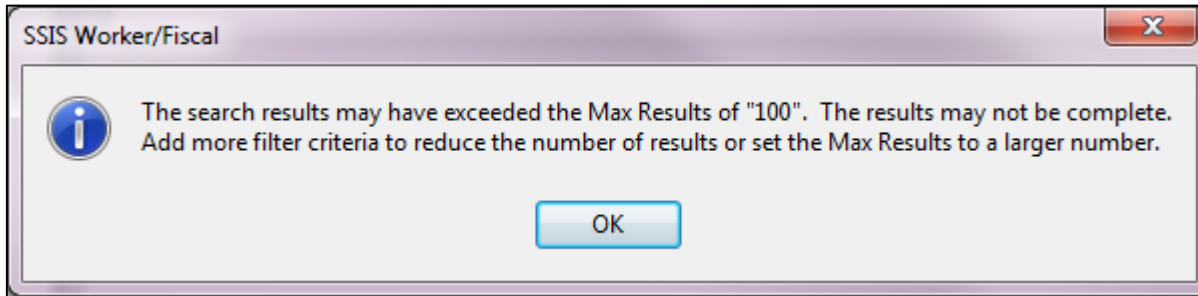 SSIS Worker/Fiscal
The search results may have exceeded the Max Results of "100".  The results may not be complete.
Add more filter criteria to reduce the number of results or set the Max Results to a larger number.
OK